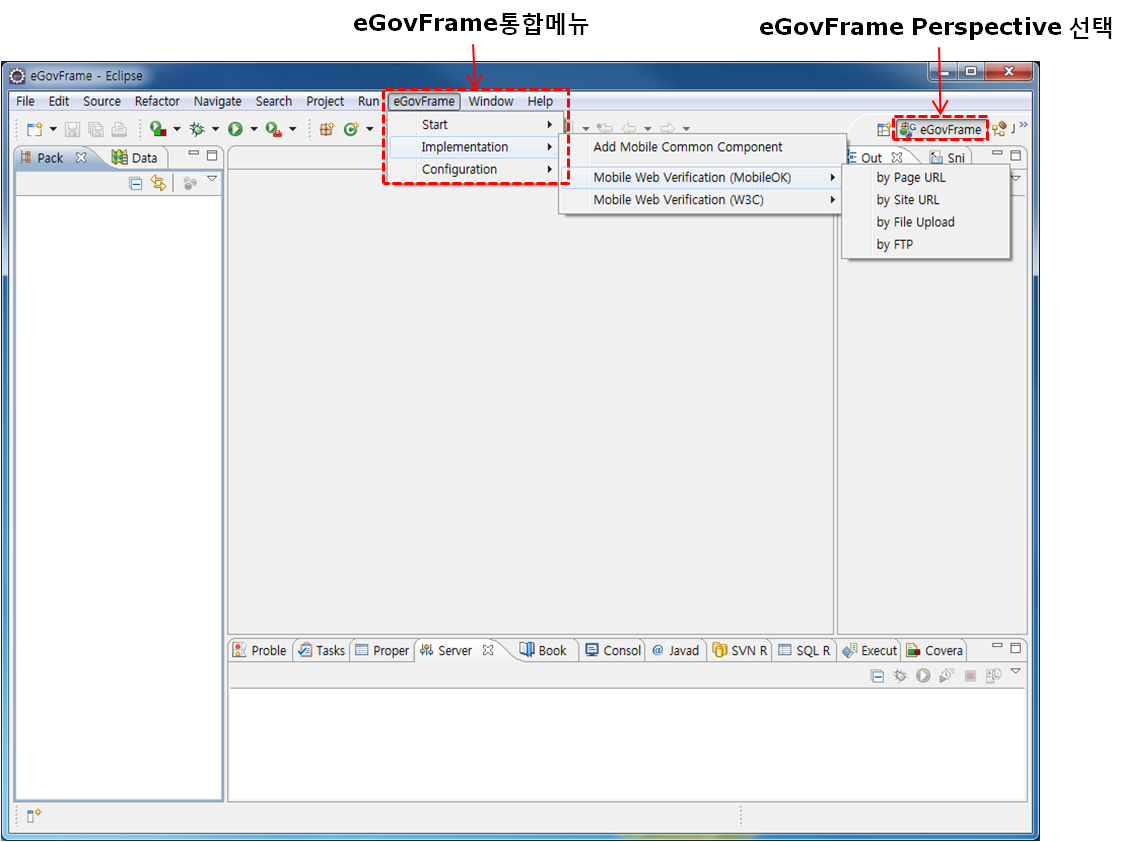 eGovFrame통합메뉴
eGovFrame Perspective 선택
eGovFrame - Eclipse
File Edit Source Refactor Navigate Search Project Run eGovFrame Window Help
Start
Implementation
Configuration
Add Mobile Common Component
Mobile Web Verification (MobileOK)
Mobile Web Verification (W3C)
by Page URL
by Site URL
by File Upload
by FTP
eGovFrame J
Pack Data
Out Sni
Proble Tasks Proper Server Book Consol Javad SVN R SQL R Execut Covera